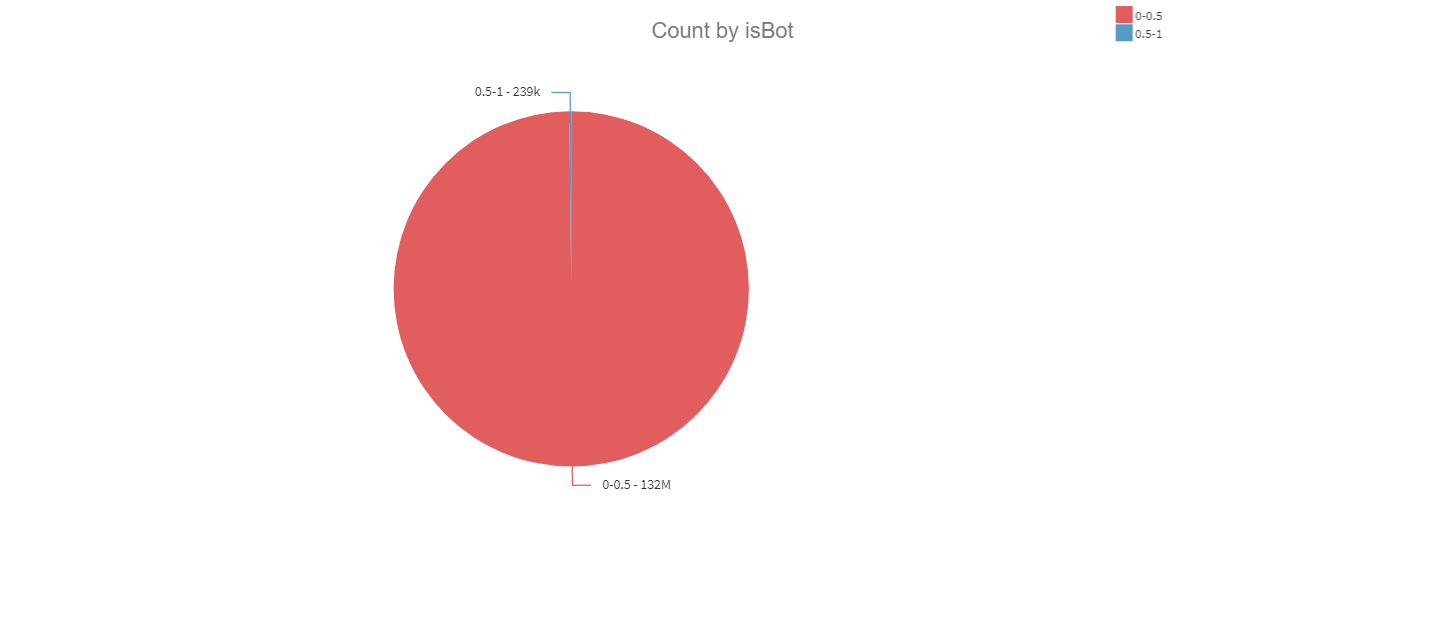 Count by isBot
0-0.5
0.5-1
0.5-1 - 239k
0-0.5 - 132M